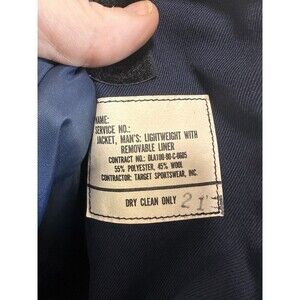 NAME:
SERVICE NO.:
JACKET, MAN'S: LIGHTWEIGHT WITH
REMOVABLE LINER
CONTRACT NO.: DLA100-90-C-0605
55% POLYESTER, 45% WOOL
CONTRACTOR: TARGET SPORTSWEAR, INC.
DRY CLEAN ONLY